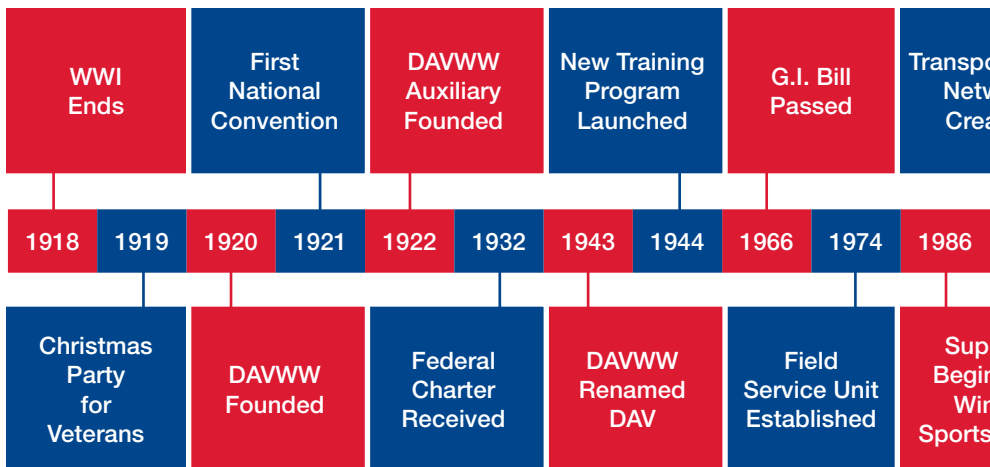 WWI
Ends
First
National
Convention
DAVWW
Auxiliary
Founded
New Training
Program
Launched
G.I. Bill
Passed
1918 1919 1920 1921 1922 1932 1943 1944 1966 1974 1986
Christmas
Party
for
Veterans
DAVWW
Founded
Federal
Charter
Received
DAVWW
Renamed
DAV
Field
Service Unit
Established